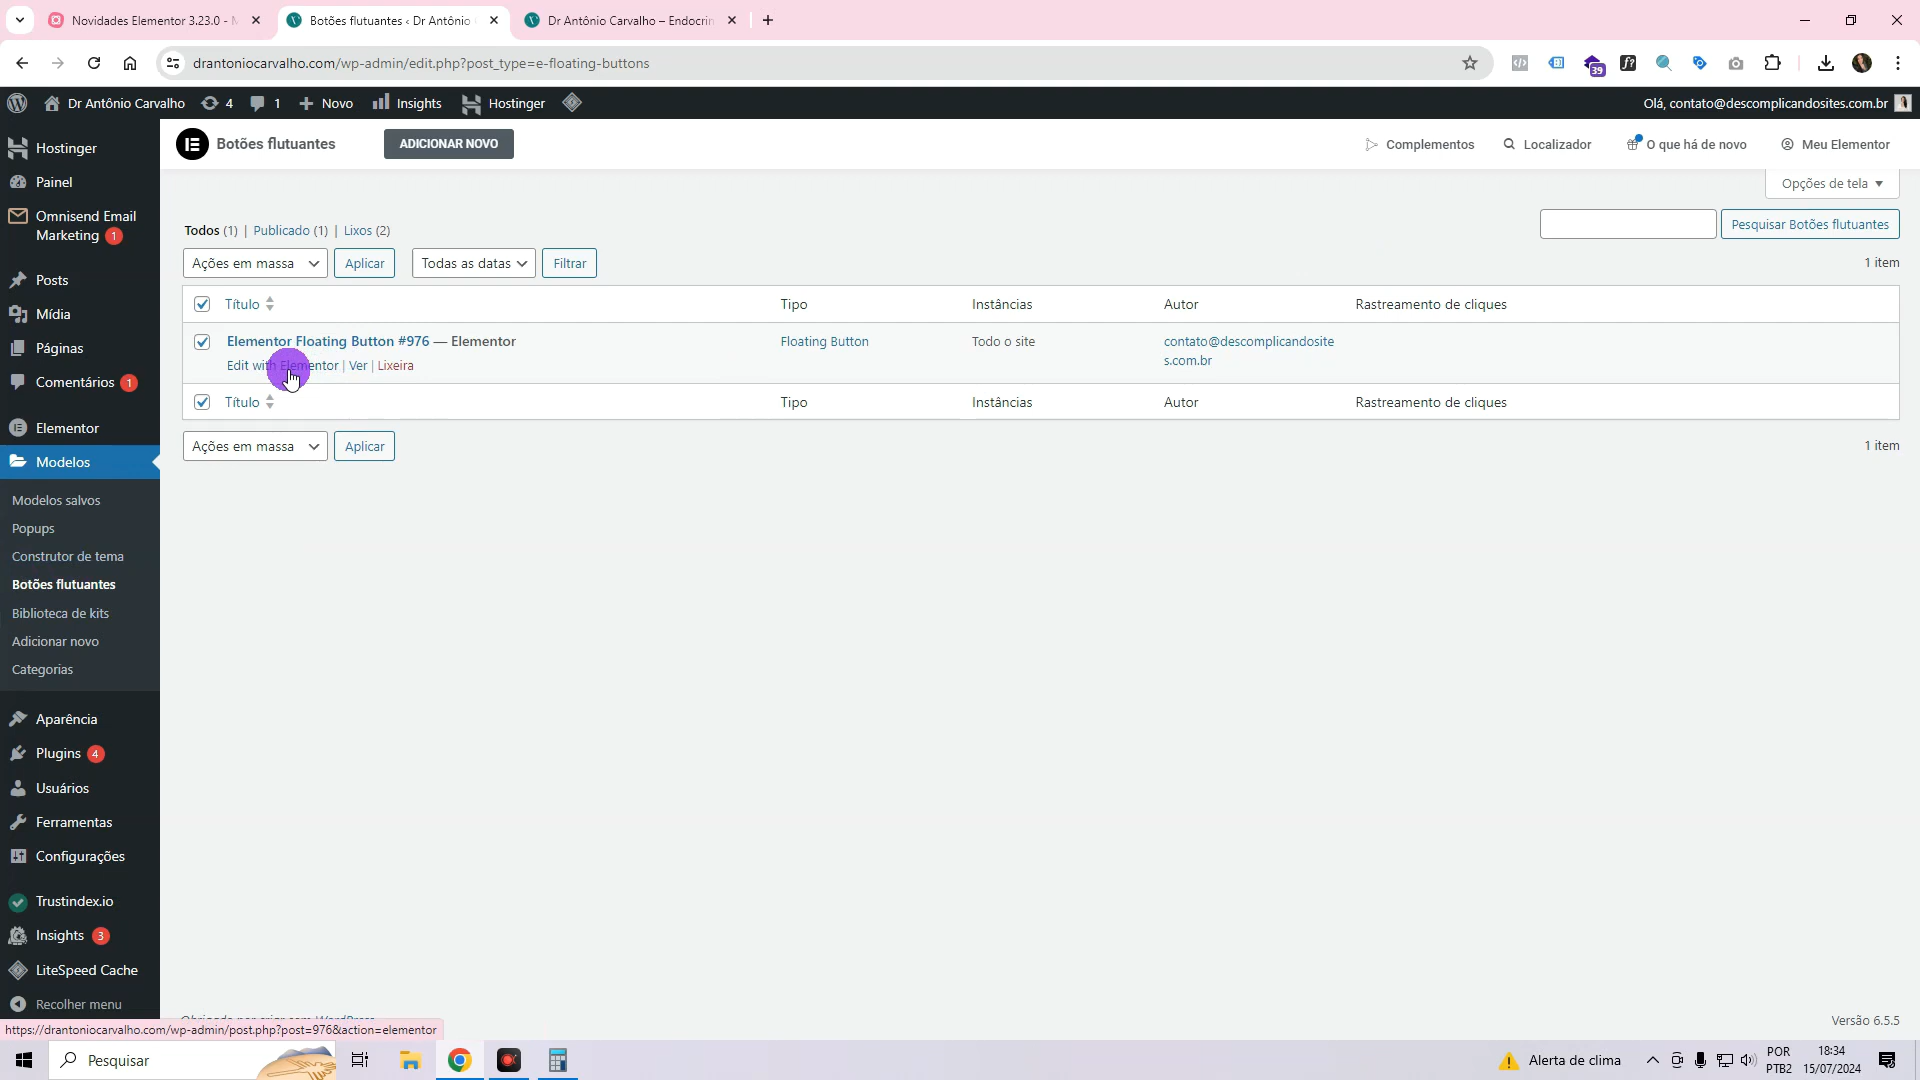 Novidades Elementor 3.23.0 - M
Botões flutuantes ‹ Dr Antônio C
Dr Antônio Carvalho – Endocrin
drantoniocarvalho.com/wp-admin/edit.php?post_type=e-floating-buttons
39
f?
Dr Antônio Carvalho
4
1
Novo
Insights
Hostinger
Olá, contato@descomplicandosites.com.br
Hostinger
Painel
Omnisend Email
Marketing 1
Posts
Mídia
Páginas
Comentários 1
Elementor
Modelos
Modelos salvos
Popups
Construtor de tema
Botões flutuantes
Biblioteca de kits
Adicionar novo
Categorias
Aparência
Plugins 4
Usuários
Ferramentas
Configurações
Trustindex.io
Insights 3
LiteSpeed Cache
Recolher menu
Botões flutuantes
ADICIONAR NOVO
Complementos
Localizador
O que há de novo
Meu Elementor
Opções de tela
Todos (1) | Publicado (1) | Lixos (2)
Pesquisar Botões flutuantes
Ações em massa
Aplicar
Todas as datas
Filtrar
1 item
Título
Tipo
Instâncias
Autor
Rastreamento de cliques
Elementor Floating Button #976 — Elementor
Edit with Elementor | Ver | Lixeira
Floating Button
Todo o site
contato@descomplicandosite
s.com.br
Título
Tipo
Instâncias
Autor
Rastreamento de cliques
Ações em massa
Aplicar
1 item
Obrigado por criar com WordPress.
Versão 6.5.5
https://drantoniocarvalho.com/wp-admin/post.php?post=976&action=elementor
Pesquisar
Alerta de clima
POR
PTB2
18:34
15/07/2024